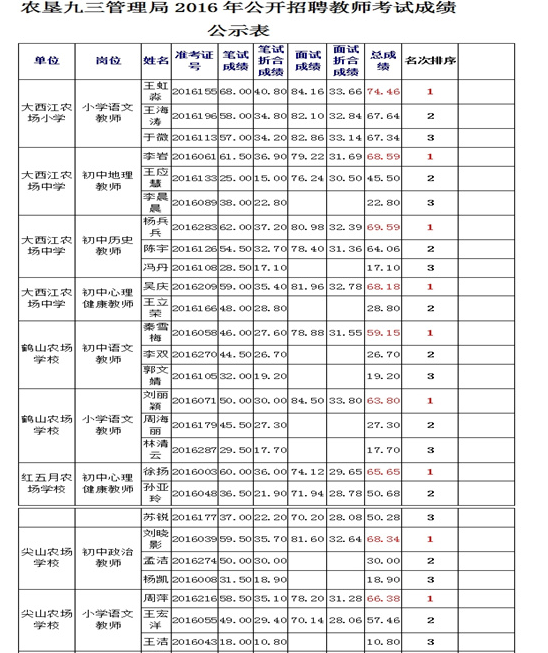 农垦九三管理局2016年公开招聘教师考试成绩
公示表
单位 岗位 姓名 准考证号 笔试成绩 笔试折合成绩 面试成绩 面试折合成绩 总成绩 名次排序
大西江农场小学 小学语文教师 王虹淼 2016155 68.00 40.80 84.16 33.66 74.46 1
王海涛 2016196 58.00 34.80 82.10 32.84 67.64 2
于薇 2016113 57.00 34.20 82.86 33.14 67.34 3
大西江农场中学 初中地理教师 李岩 2016061 61.50 36.90 79.22 31.69 68.59 1
王应慧 2016133 25.00 15.00 76.24 30.50 45.50 2
李晨晨 2016089 38.00 22.80 22.80 3
大西江农场中学 初中历史教师 杨兵兵 2016283 62.00 37.20 80.98 32.39 69.59 1
陈宇 2016126 54.50 32.70 78.40 31.36 64.06 2
冯丹 2016108 28.50 17.10 17.10 3
大西江农场中学 初中心理健康教师 吴庆 2016209 59.00 35.40 81.96 32.78 68.18 1
王立荣 2016166 48.00 28.80 28.80 2
鹤山农场学校 初中语文教师 秦雪梅 2016058 46.00 27.60 78.88 31.55 59.15 1
李双 2016270 44.50 26.70 26.70 2
郭文婧 2016105 32.00 19.20 19.20 3
鹤山农场学校 小学语文教师 刘丽颖 2016071 50.00 30.00 84.50 33.80 63.80 1
周海丽 2016179 45.50 27.30 27.30 2
林清云 2016287 29.50 17.70 17.70 3
红五月农场学校 初中心理健康教师 徐扬 2016003 60.00 36.00 74.12 29.65 65.65 1
孙亚玲 2016048 36.50 21.90 71.94 28.78 50.68 2
苏锐 2016177 37.00 22.20 70.20 28.08 50.28 3
尖山农场学校 初中政治教师 刘晓影 2016039 59.50 35.70 81.60 32.64 68.34 1
孟洁 2016274 50.00 30.00 30.00 2
杨凯 2016008 31.50 18.90 18.90 3
尖山农场学校 小学语文教师 周萍 2016216 58.50 35.10 78.20 31.28 66.38 1
王宏洋 2016055 49.00 29.40 70.14 28.06 57.46 2
王洁 2016043 18.00 10.80 10.80 3